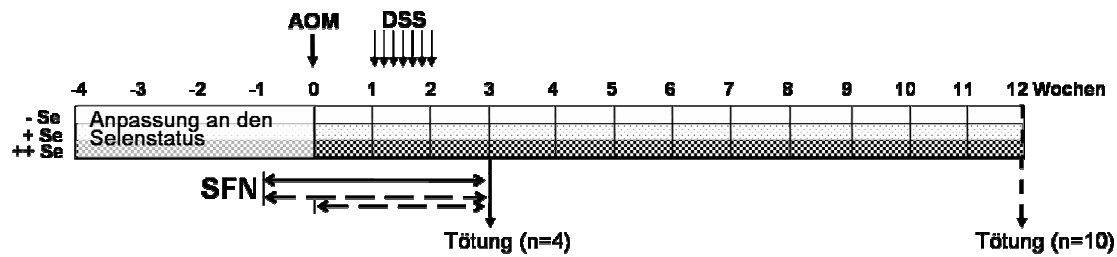 AOM DSS
-4 -3 -2 -1 0 1 2 3 4 5 6 7 8 9 10 11 12 Wochen
- Se
+ Se
++ Se
Anpassung an den
Selenstatus
SFN
Tötung (n=4) Tötung (n=10)